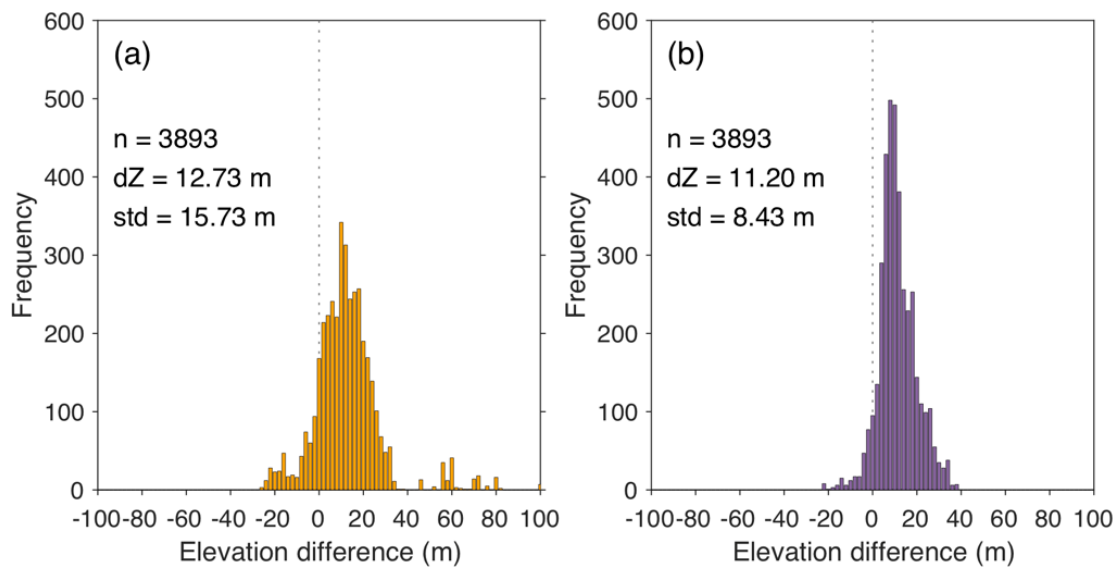 (a)
n = 3893
dZ = 12.73 m
std = 15.73 m
Frequency
600
500
400
300
200
100
0
-100 -80 -60 -40 -20 0 20 40 60 80 100
Elevation difference (m)
(b)
n = 3893
dZ = 11.20 m
std = 8.43 m
Frequency
600
500
400
300
200
100
0
-100 -80 -60 -40 -20 0 20 40 60 80 100
Elevation difference (m)